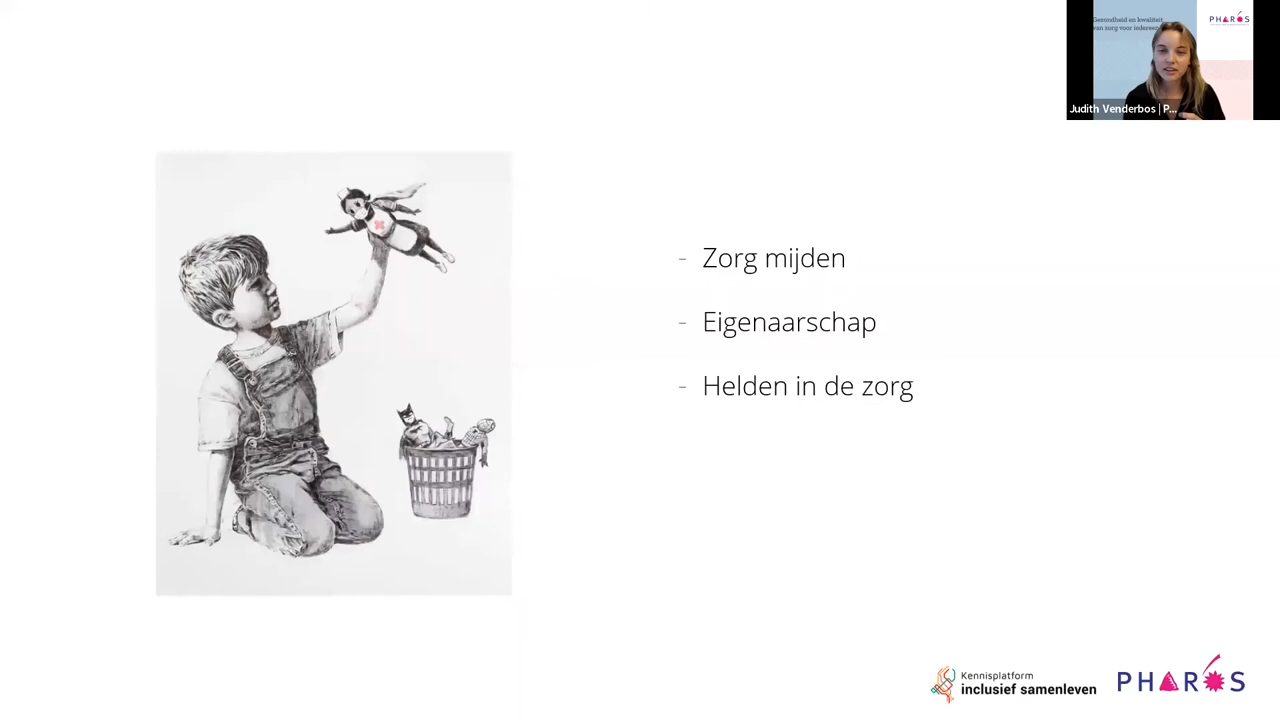 Gezondheid en kwaliteit
van zorg voor iedereen
PHAROS
Judith Venderbos | P...
- Zorg mijden
- Eigenaarschap
- Helden in de zorg
Kennisplatform
inclusief samenleven
PHAROS